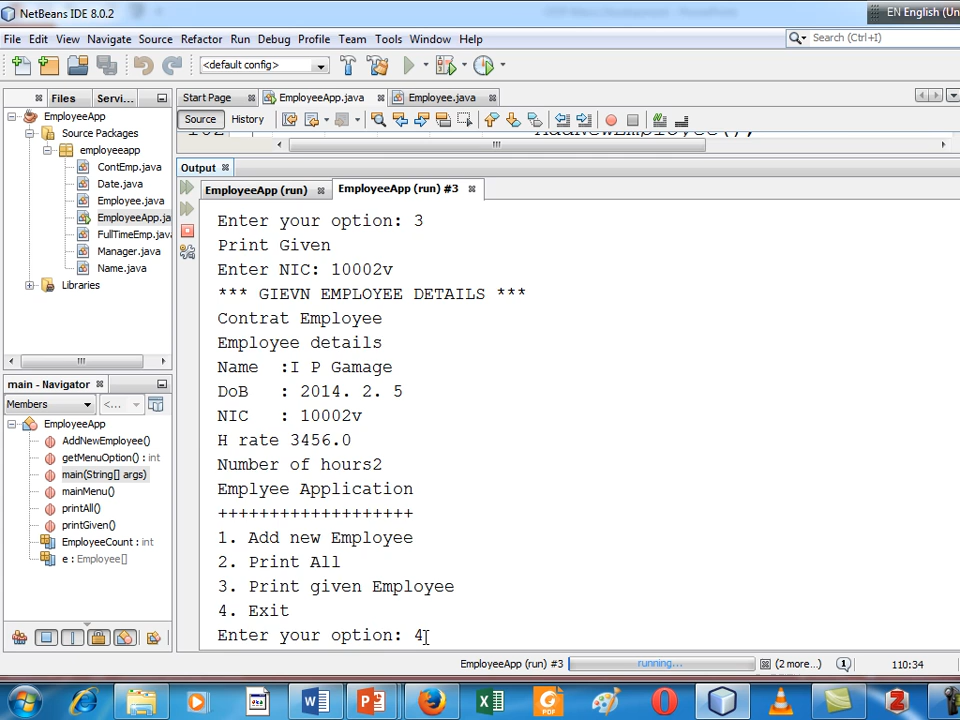 NetBeans IDE 8.0.2
EN English (Un
File Edit View Navigate Source Refactor Run Debug Profile Team Tools Window Help
Search (Ctrl+I)
<default config>
Files Servi...
Start Page EmployeeApp.java Employee.java
Source History
EmployeeApp
Source Packages
employeeapp
ContEmp.java
Date.java
Employee.java
EmployeeApp.ja
FullTimeEmp.java
Manager.java
Name.java
Libraries
main - Navigator
Members <...
EmployeeApp
AddNewEmployee()
getMenuOption() : int
main(String[] args)
mainMenu()
printAll()
printGiven()
EmployeeCount : int
e : Employee[]
AddNewEmployee();
Output
EmployeeApp (run) EmployeeApp (run) #3
Enter your option: 3
Print Given
Enter NIC: 10002v
*** GIEVN EMPLOYEE DETAILS ***
Contrat Employee
Employee details
Name :I P Gamage
DoB : 2014. 2. 5
NIC : 10002v
H rate 3456.0
Number of hours2
Emplyee Application
+++++++++++++++++++
1. Add new Employee
2. Print All
3. Print given Employee
4. Exit
Enter your option: 4
EmployeeApp (run) #3 running... (2 more...) 1 110:34